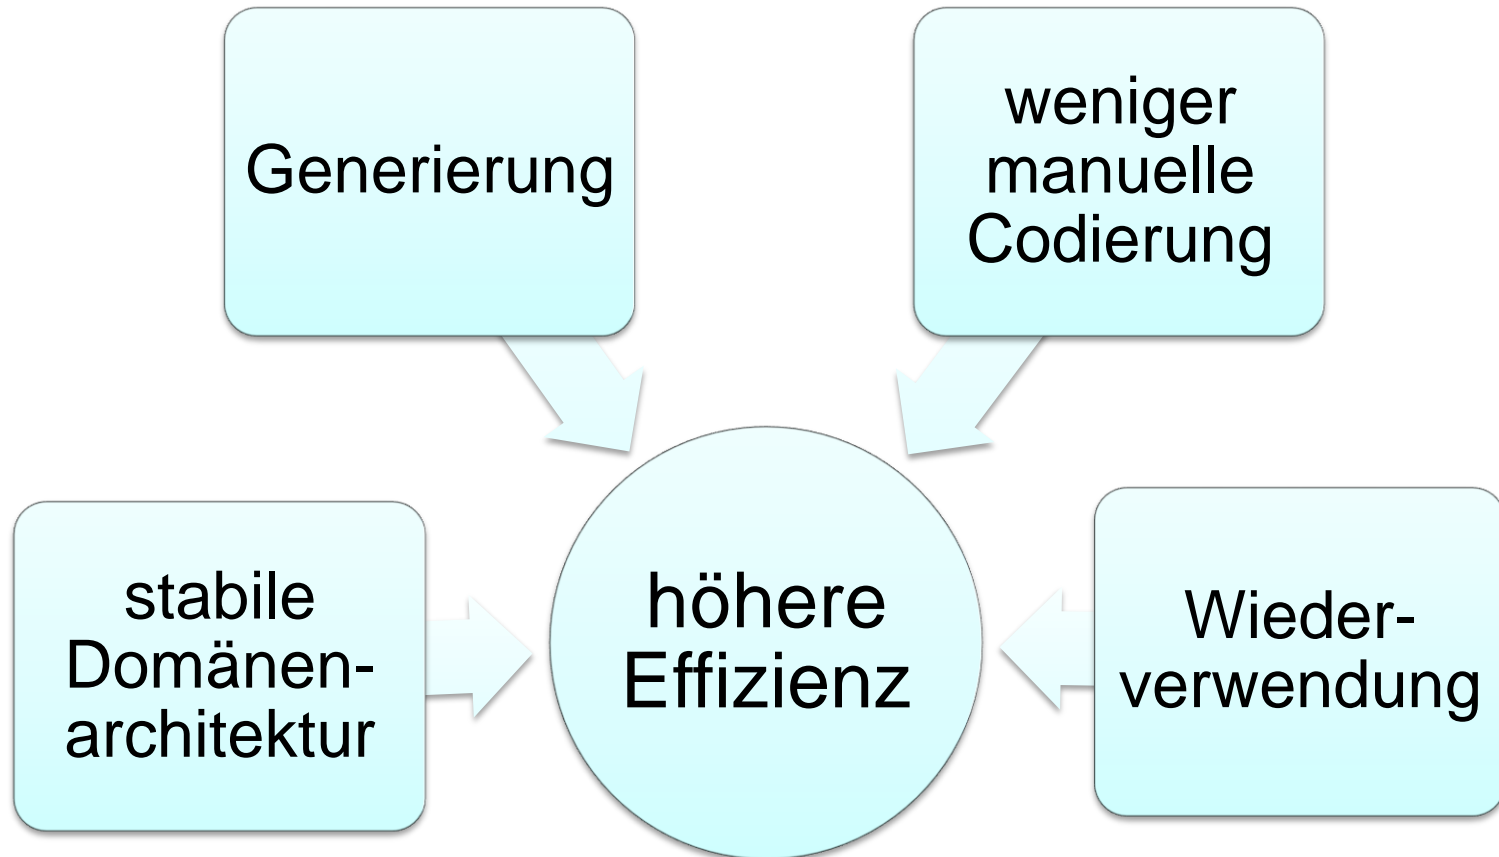 Generierung
weniger
manuelle
Codierung
stabile
Domänen-
architektur
höhere
Effizienz
Wieder-
verwendung